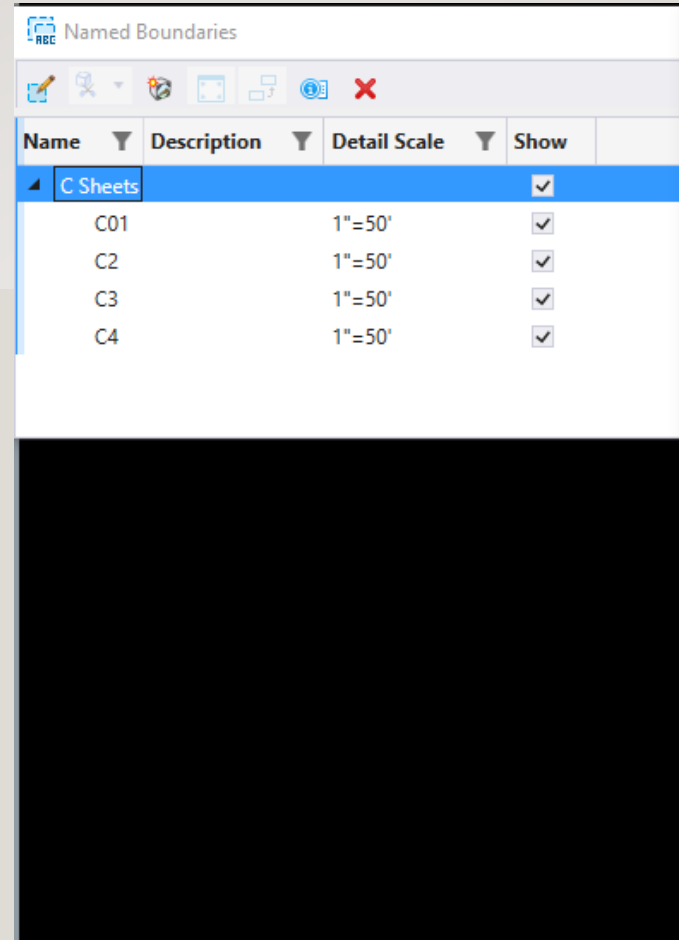 ABC Named Boundaries
Name Description Detail Scale Show
C Sheets
C01 1"=50'
C2 1"=50'
C3 1"=50'
C4 1"=50'